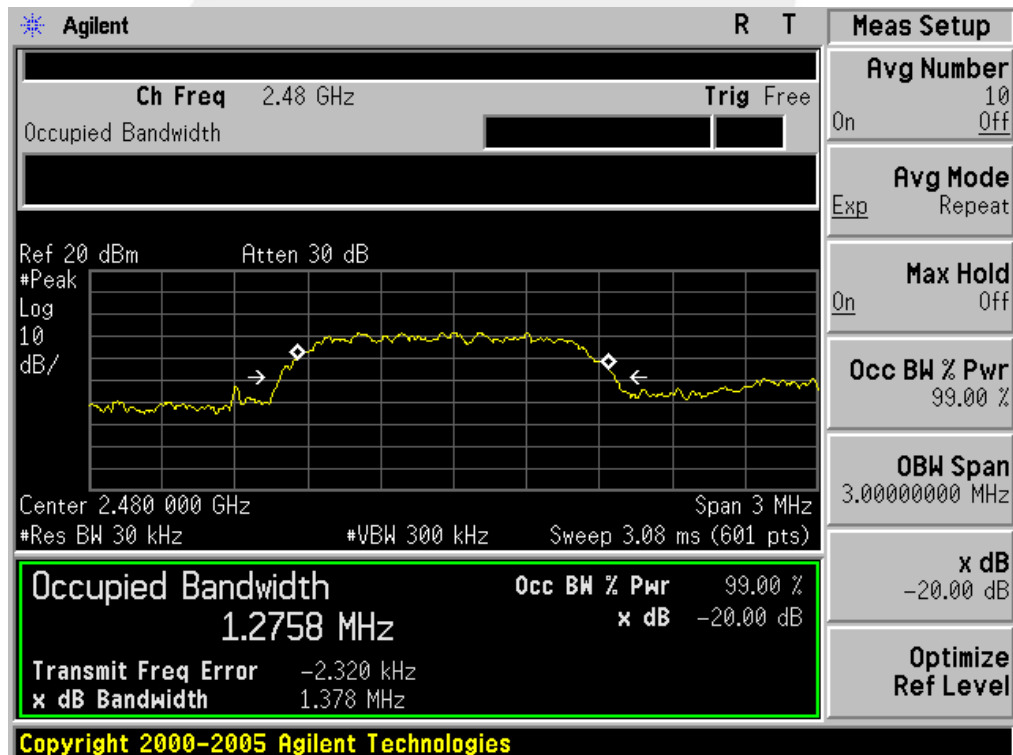 Agilent R T
Ch Freq 2.48 GHz Trig Free
Occupied Bandwidth
Ref 20 dBm Atten 30 dB
#Peak
Log
10
dB/
Center 2.480 000 GHz Span 3 MHz
#Res BW 30 kHz #VBW 300 kHz Sweep 3.08 ms (601 pts)
Occupied Bandwidth Occ BW % Pwr 99.00 %
1.2758 MHz x dB -20.00 dB
Transmit Freq Error -2.320 kHz
x dB Bandwidth 1.378 MHz
Copyright 2000-2005 Agilent Technologies
Meas Setup
Avg Number
10
On Off
Avg Mode
Exp Repeat
Max Hold
On Off
Occ BW % Pwr
99.00 %
OBW Span
3.00000000 MHz
x dB
-20.00 dB
Optimize
Ref Level